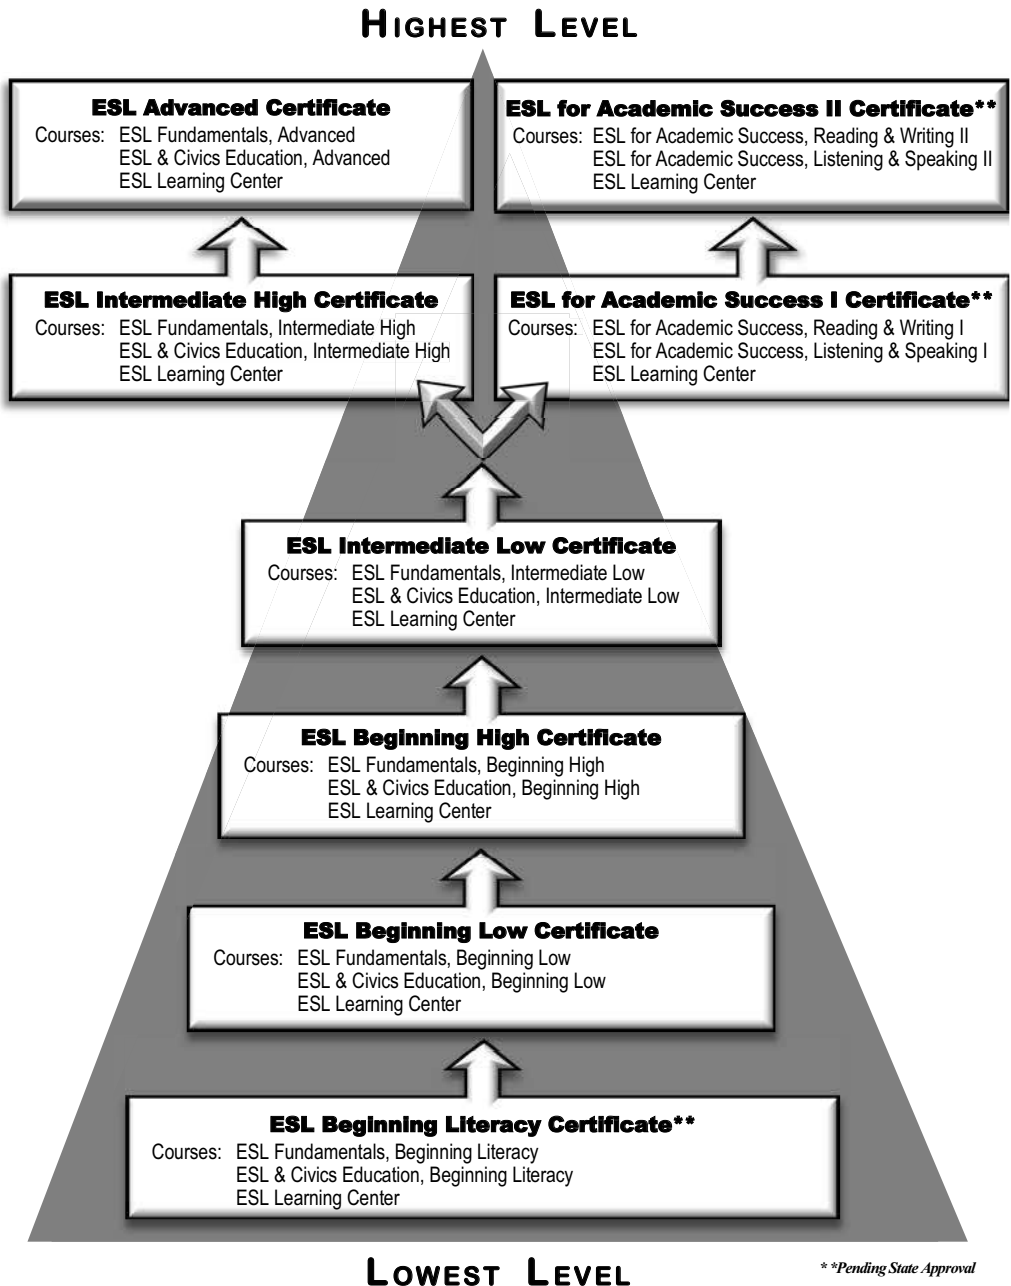 HIGHEST LEVEL
ESL Advanced Certificate
Courses: ESL Fundamentals, Advanced
ESL & Civics Education, Advanced
ESL Learning Center
ESL for Academic Success II Certificate**
Courses: ESL for Academic Success, Reading & Writing II
ESL for Academic Success, Listening & Speaking II
ESL Learning Center
ESL Intermediate High Certificate
Courses: ESL Fundamentals, Intermediate High
ESL & Civics Education, Intermediate High
ESL Learning Center
ESL for Academic Success I Certificate**
Courses: ESL for Academic Success, Reading & Writing I
ESL for Academic Success, Listening & Speaking I
ESL Learning Center
ESL Intermediate Low Certificate
Courses: ESL Fundamentals, Intermediate Low
ESL & Civics Education, Intermediate Low
ESL Learning Center
ESL Beginning High Certificate
Courses: ESL Fundamentals, Beginning High
ESL & Civics Education, Beginning High
ESL Learning Center
ESL Beginning Low Certificate
Courses: ESL Fundamentals, Beginning Low
ESL & Civics Education, Beginning Low
ESL Learning Center
ESL Beginning Literacy Certificate**
Courses: ESL Fundamentals, Beginning Literacy
ESL & Civics Education, Beginning Literacy
ESL Learning Center
LOWEST LEVEL
* *Pending State Approval